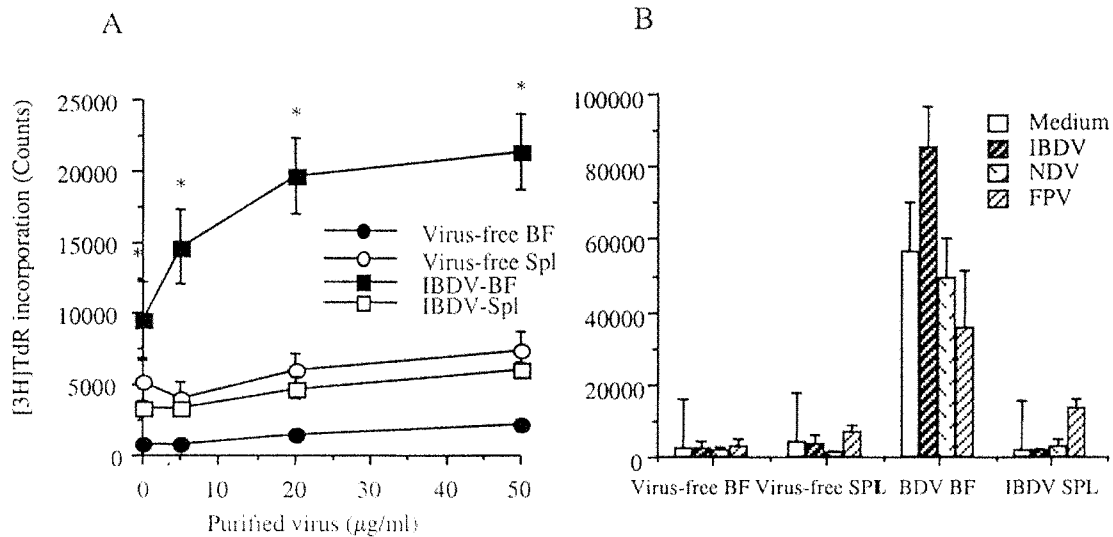 A
[3H]TdR incorporation (Counts)
25000
20000
15000
10000
5000
0
*
*
*
*
Virus-free BF
Virus-free Spl
IBDV-BF
IBDV-Spl
0
10
20
30
40
50
Purified virus (µg/ml)
B
100000
80000
60000
40000
20000
0
Medium
IBDV
NDV
FPV
Virus-free BF
Virus-free SPL
BDV BF
IBDV SPL